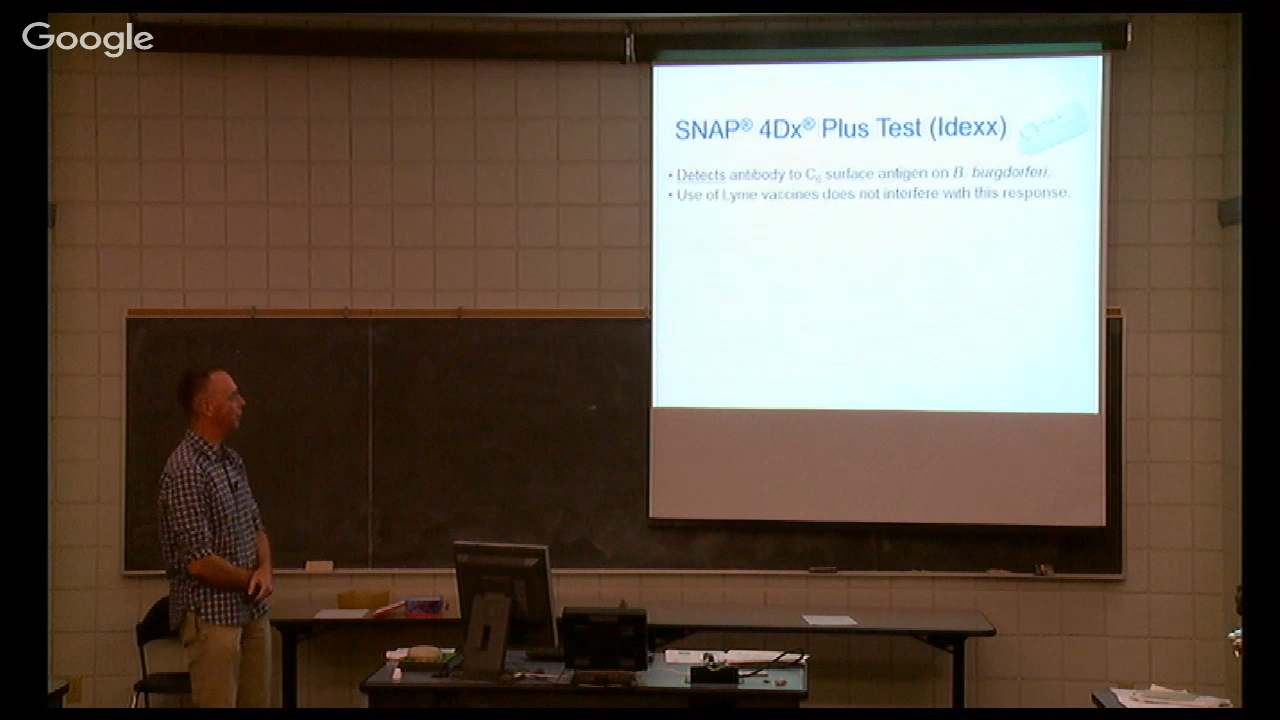 Google
SNAP® 4Dx® Plus Test (Idexx)
• Detects antibody to C₆ surface antigen on B. burgdorferi.
• Use of Lyme vaccines does not interfere with this response.